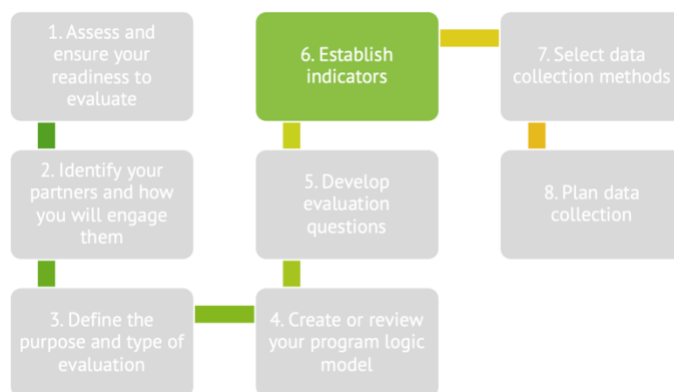 1. Assess and
ensure your
readiness to
evaluate
2. Identify your
partners and how
you will engage
them
3. Define the
purpose and type of
evaluation
4. Create or review
your program logic
model
5. Develop
evaluation
questions
6. Establish
indicators
7. Select data
collection methods
8. Plan data
collection